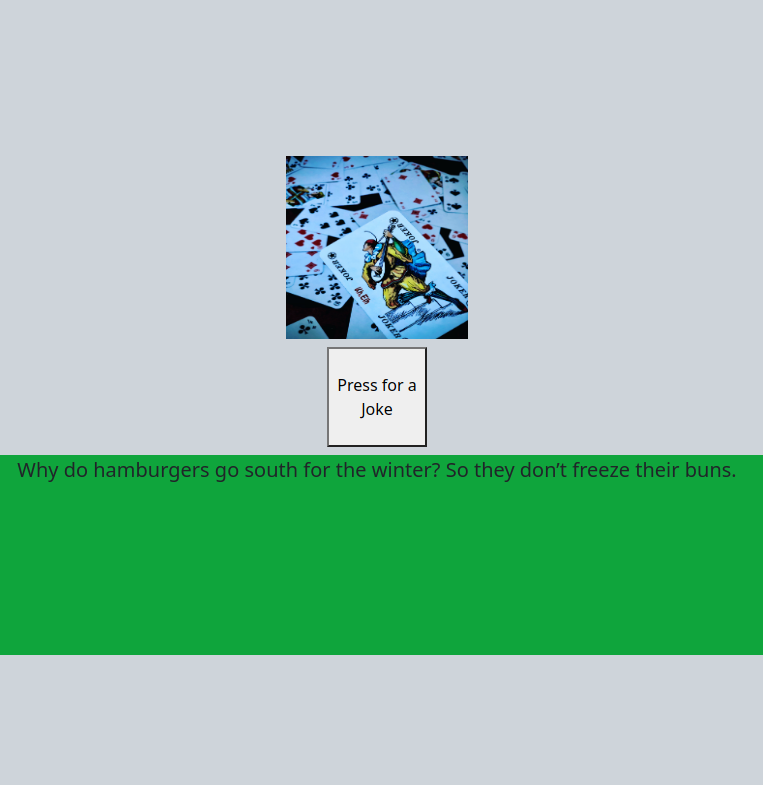 JOKER
JOKER
JOKER
JOKER
Press for a
Joke
Why do hamburgers go south for the winter? So they don’t freeze their buns.